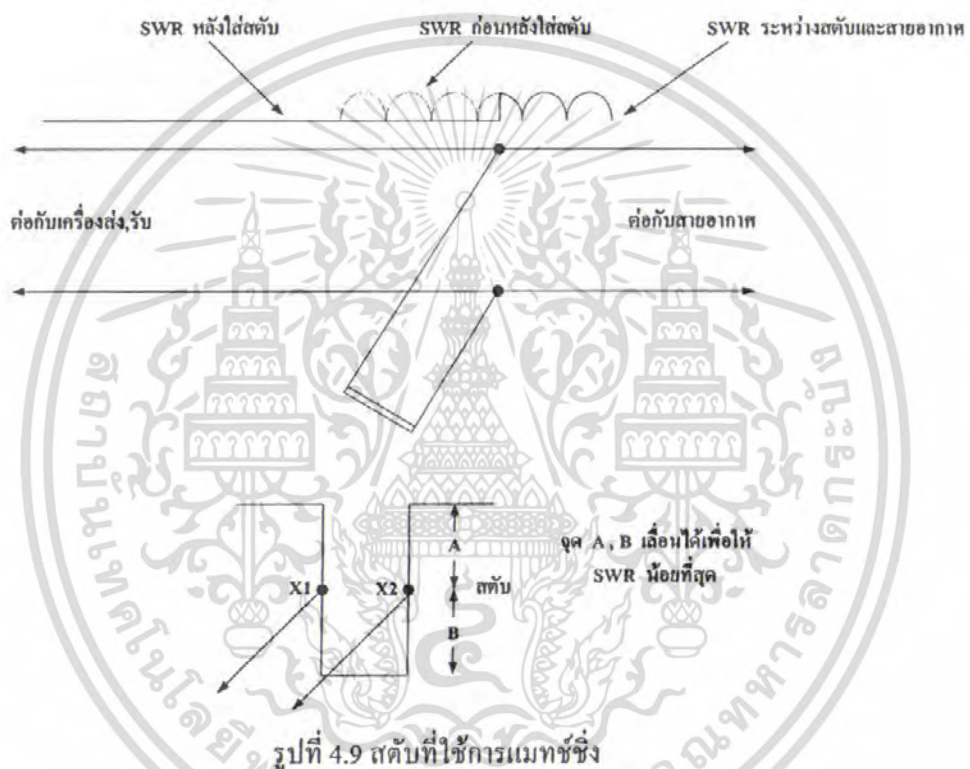 SWR หลังใส่สตับ
SWR ก่อนหลังใส่สตับ
SWR ระหว่างสตับและสายอากาศ
ต่อกับเครื่องส่ง,รับ
ต่อกับสายอากาศ
A
จุด A , B เลื่อนได้เพื่อให้
SWR น้อยที่สุด
X1
X2
สตับ
B
รูปที่ 4.9 สตับที่ใช้การแมทช์ชิ่ง